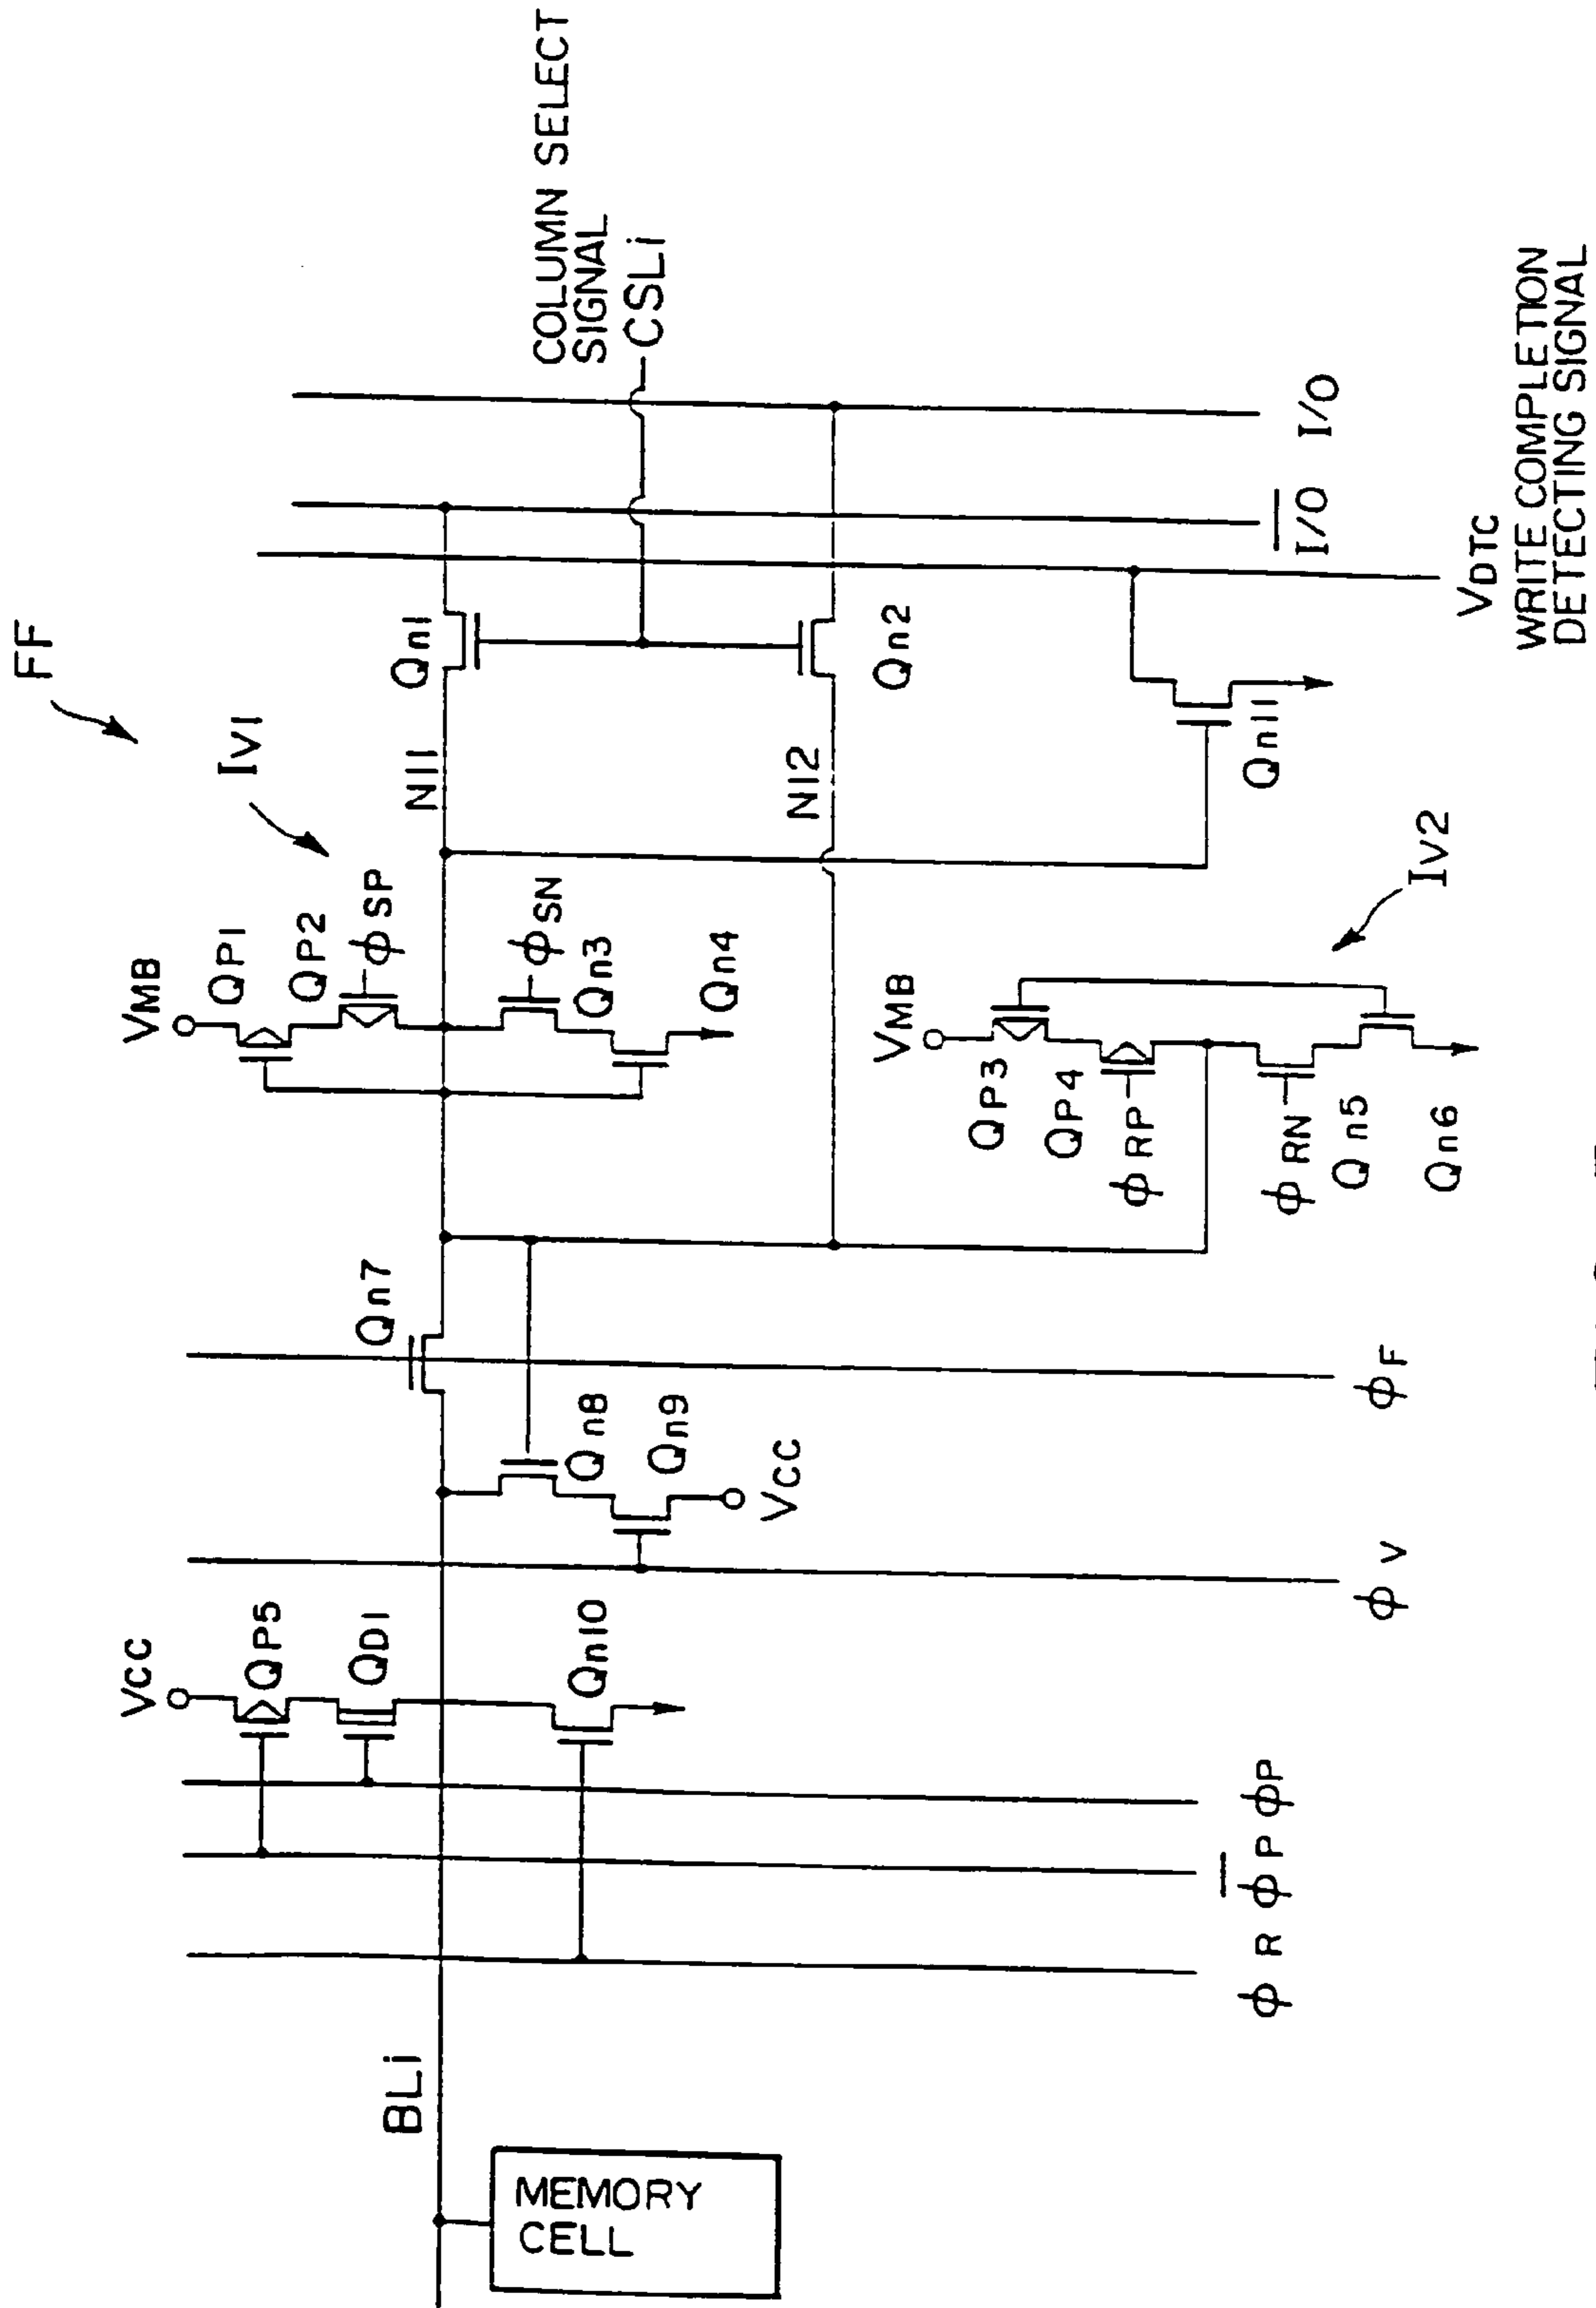 FF
IV1
VCC
QP5
QD1
Qn10
BLi
MEMORY
CELL
φR
φP
φP
φV
Qn8
Qn9
VCC
Qn7
φF
VMB
QP1
QP2
φSP
φSN
Qn3
Qn4
N11
N12
Qn1
Qn2
Qn11
VMB
QP3
QP4
φRP
φRN
Qn5
Qn6
IV2
COLUMN SELECT
SIGNAL
CSLi
I/O
I/O
VDTC
WRITE COMPLETION
DETECTING SIGNAL